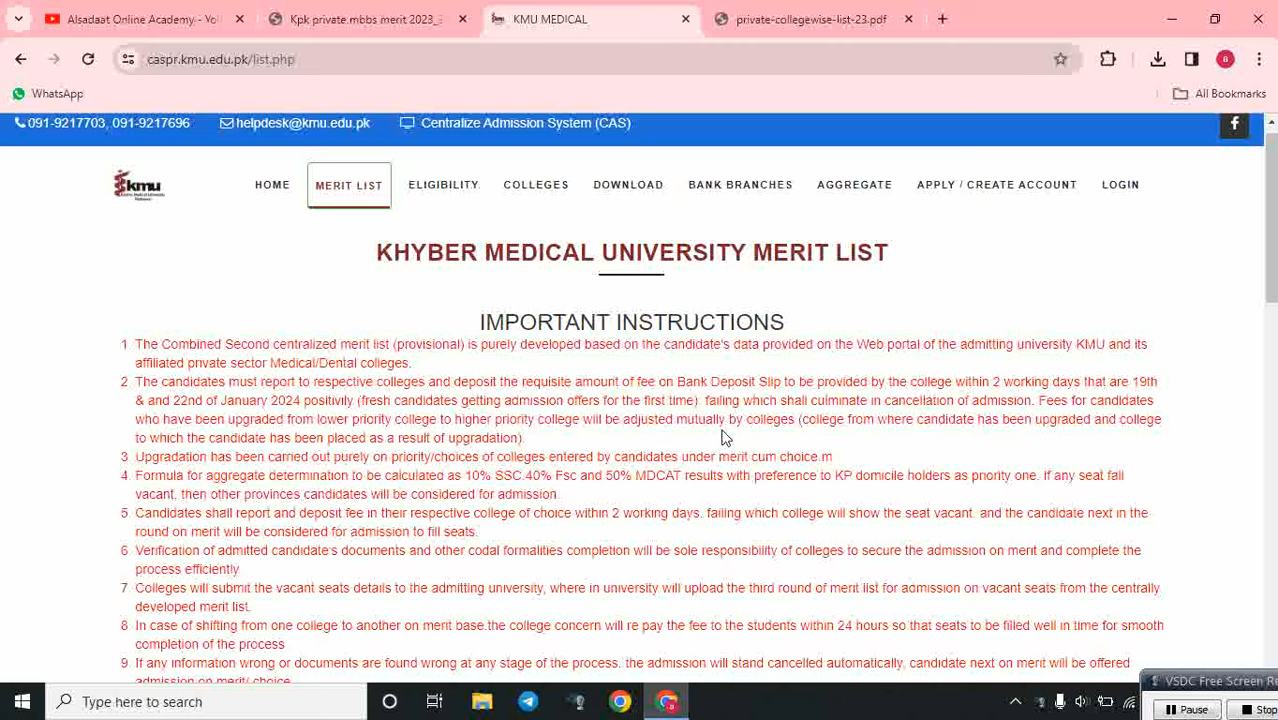 Alsadaat Online Academy - Yo
Kpk private.mbbs merit 2023_
KMU MEDICAL
private-collegewise-list-23.pdf
caspr.kmu.edu.pk/list.php
8
WhatsApp
All Bookmarks
091-9217703, 091-9217696 helpdesk@kmu.edu.pk Centralize Admission System (CAS)
kmu
HOME MERIT LIST ELIGIBILITY COLLEGES DOWNLOAD BANK BRANCHES AGGREGATE APPLY / CREATE ACCOUNT LOGIN
KHYBER MEDICAL UNIVERSITY MERIT LIST
IMPORTANT INSTRUCTIONS
1 The Combined Second centralized merit list (provisional) is purely developed based on the candidate's data provided on the Web portal of the admitting university KMU and its
affiliated private sector Medical/Dental colleges.
2 The candidates must report to respective colleges and deposit the requisite amount of fee on Bank Deposit Slip to be provided by the college within 2 working days that are 19th
& and 22nd of January 2024 positivily (fresh candidates getting admission offers for the first time) failing which shall culminate in cancellation of admission. Fees for candidates
who have been upgraded from lower priority college to higher priority college will be adjusted mutually by colleges (college from where candidate has been upgraded and college
to which the candidate has been placed as a result of upgradation).
3 Upgradation has been carried out purely on priority/choices of colleges entered by candidates under merit cum choice.m
4 Formula for aggregate determination to be calculated as 10% SSC.40% Fsc and 50% MDCAT results with preference to KP domicile holders as priority one. if any seat fall
vacant, then other provinces candidates will be considered for admission.
5 Candidates shall report and deposit fee in their respective college of choice within 2 working days. failing which college will show the seat vacant. and the candidate next in the
round on merit will be considered for admission to fill seats.
6 Verification of admitted candidate's documents and other codal formalities completion will be sole responsibility of colleges to secure the admission on merit and complete the
process efficiently
7 Colleges will submit the vacant seats details to the admitting university, where in university will upload the third round of merit list for admission on vacant seats from the centrally
developed merit list.
8 In case of shifting from one college to another on merit base.the college concern will re pay the fee to the students within 24 hours so that seats to be filled well in time for smooth
completion of the process
9 If any information wrong or documents are found wrong at any stage of the process. the admission will stand cancelled automatically, candidate next on merit will be offered
admission on merit/ choice
Type here to search
VSDC Free Screen Re
Pause Stop